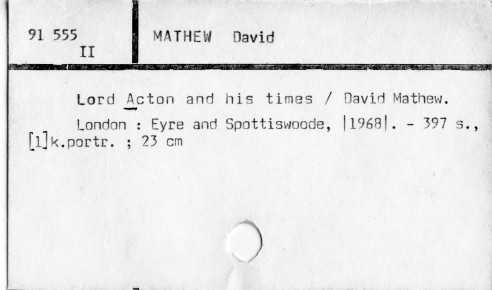 91 555 MATHEW David
II
Lord Acton and his times / David Mathew.
London : Eyre and Spottiswoode, |1968|. - 397 s.,
[1]k.portr. ; 23 cm